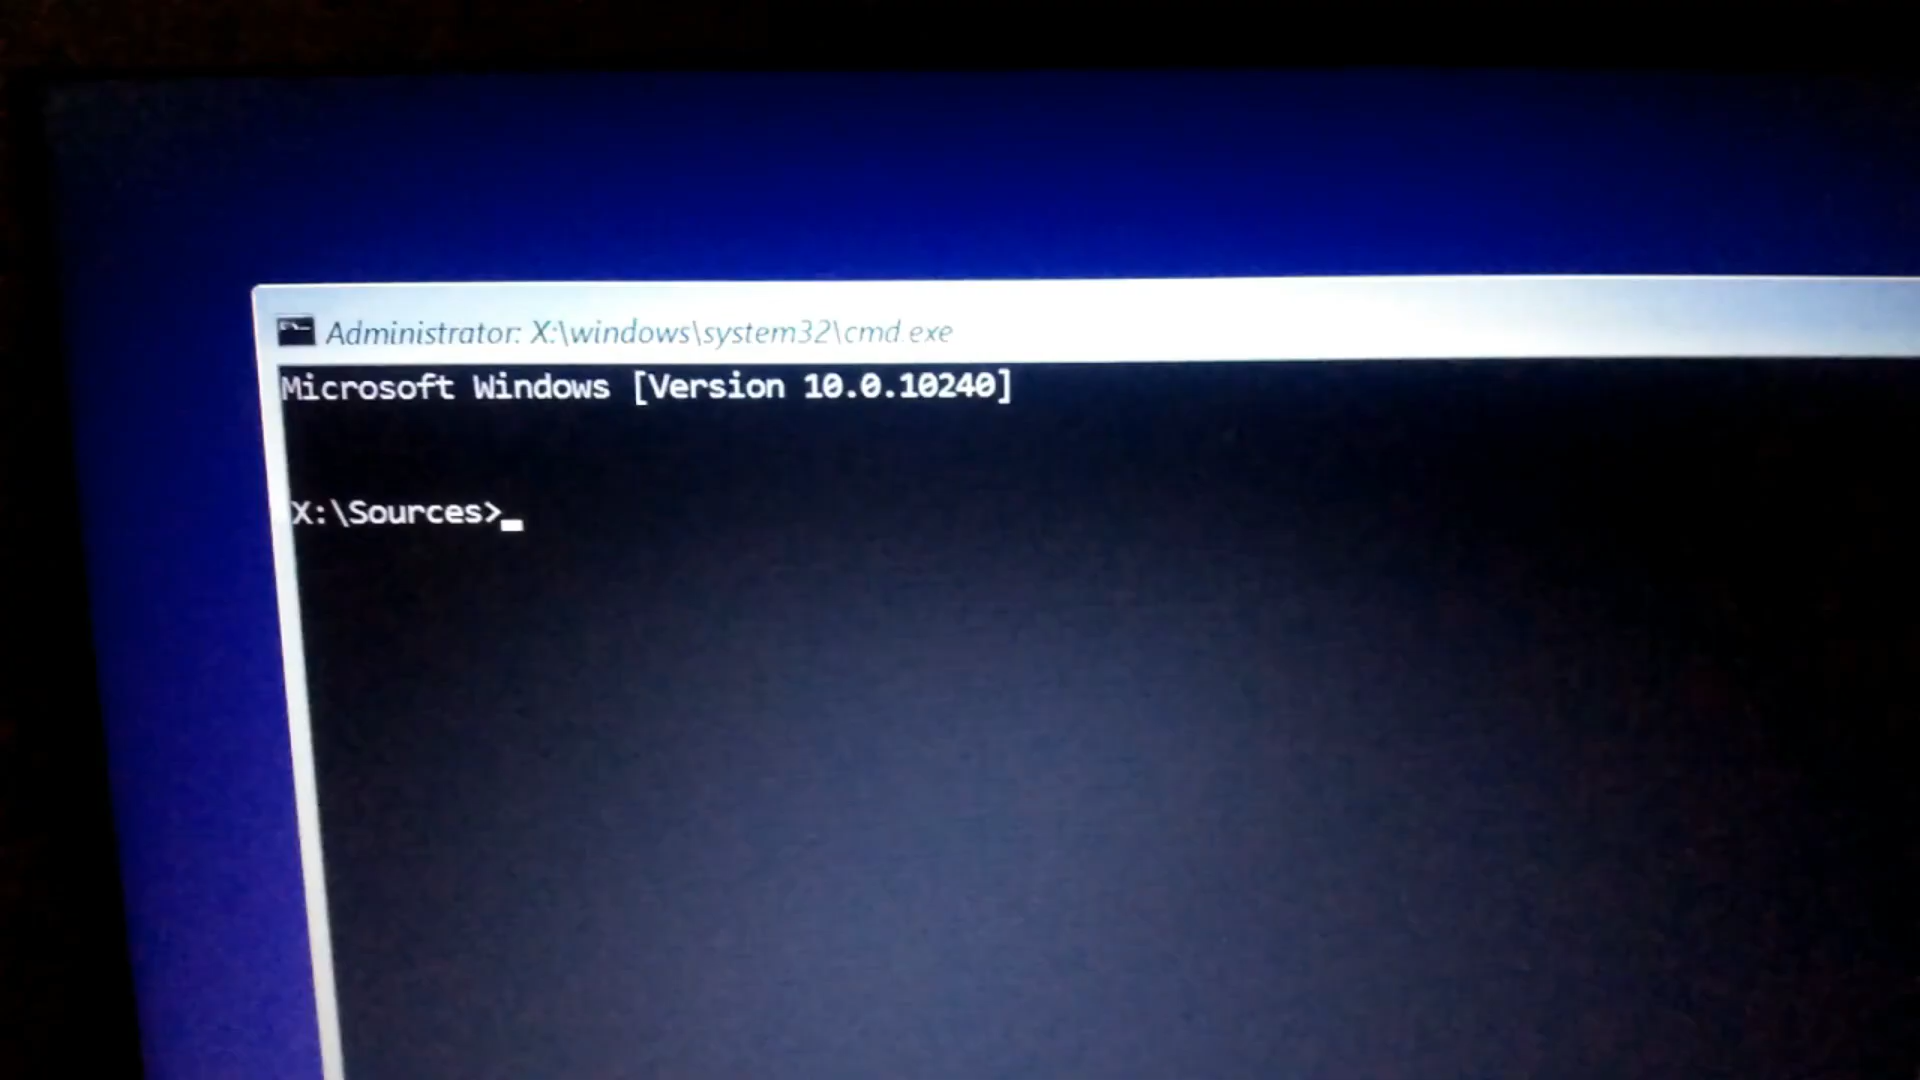 Administrator: X:\windows\system32\cmd.exe
Microsoft Windows [Version 10.0.10240]
X:\Sources>